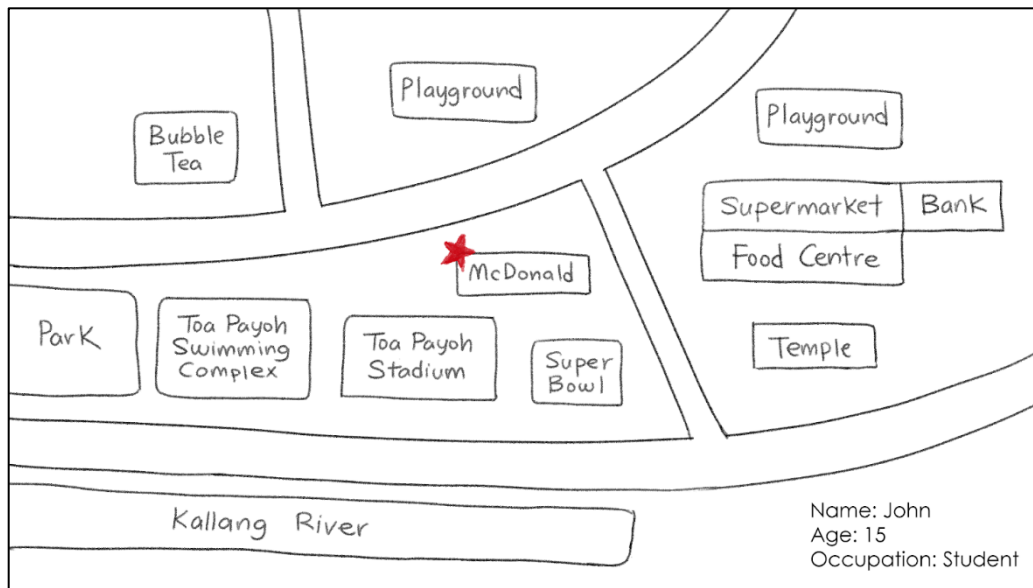 Playground
Playground
Bubble
Tea
Supermarket
Bank
Food Centre
McDonald
Park
Toa Payoh
Swimming
Complex
Toa Payoh
Stadium
Super
Bowl
Temple
Kallang River
Name: John
Age: 15
Occupation: Student